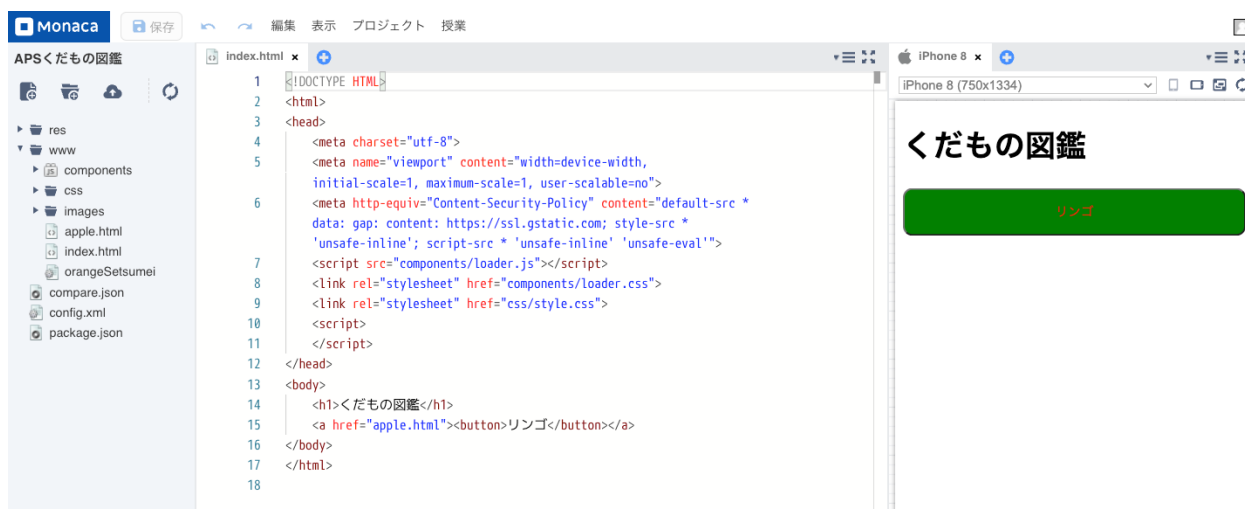 Monaca 保存 編集 表示 プロジェクト 授業
APSくだもの図鑑
res
www
components
css
images
apple.html
index.html
orangeSetsumei
compare.json
config.xml
package.json
index.html x
1 <!DOCTYPE HTML>
2 <html>
3 <head>
4 <meta charset="utf-8">
5 <meta name="viewport" content="width=device-width,
initial-scale=1, maximum-scale=1, user-scalable=no">
6 <meta http-equiv="Content-Security-Policy" content="default-src *
data: gap: content: https://ssl.gstatic.com; style-src *
'unsafe-inline'; script-src * 'unsafe-inline' 'unsafe-eval'">
7 <script src="components/loader.js"></script>
8 <link rel="stylesheet" href="components/loader.css">
9 <link rel="stylesheet" href="css/style.css">
10 <script>
11 </script>
12 </head>
13 <body>
14 <h1>くだもの図鑑</h1>
15 <a href="apple.html"><button>リンゴ</button></a>
16 </body>
17 </html>
18
iPhone 8 x
iPhone 8 (750x1334)
くだもの図鑑
リンゴ